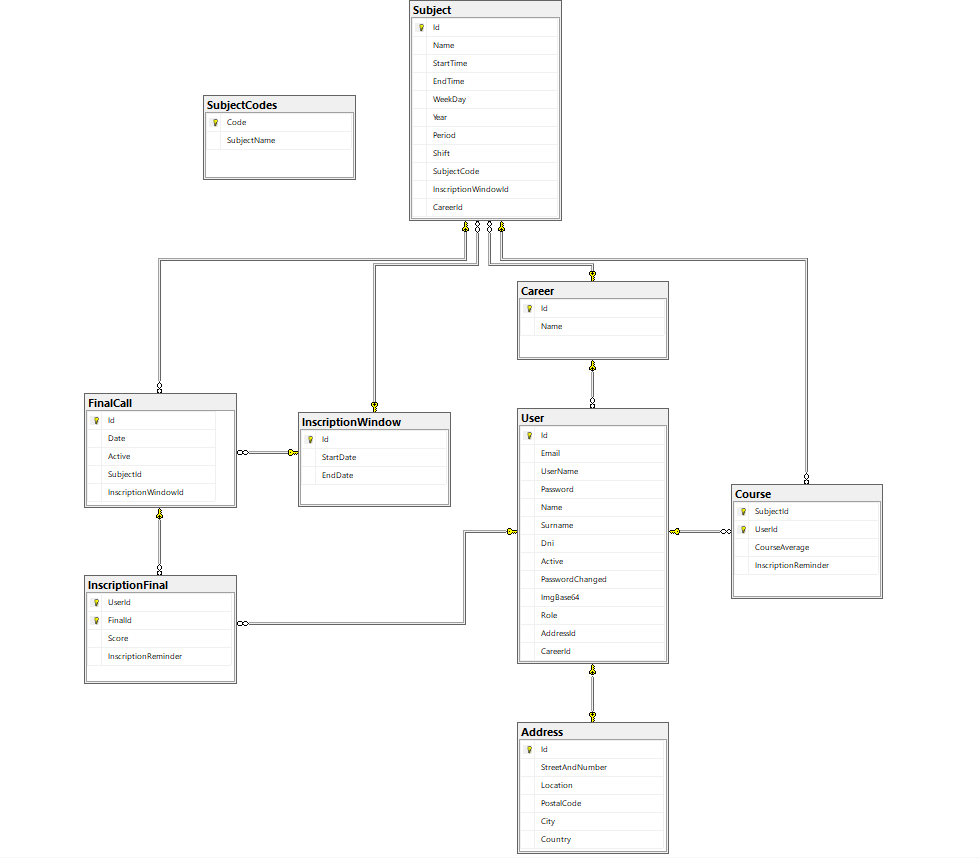 Subject
Id
Name
StartTime
EndTime
WeekDay
Year
Period
Shift
SubjectCode
InscriptionWindowId
CareerId
SubjectCodes
Code
SubjectName
Career
Id
Name
FinalCall
Id
Date
Active
SubjectId
InscriptionWindowId
InscriptionWindow
Id
StartDate
EndDate
User
Id
Email
UserName
Password
Name
Surname
Dni
Active
PasswordChanged
ImgBase64
Role
AddressId
CareerId
Course
SubjectId
UserId
CourseAverage
InscriptionReminder
InscriptionFinal
UserId
FinalId
Score
InscriptionReminder
Address
Id
StreetAndNumber
Location
PostalCode
City
Country